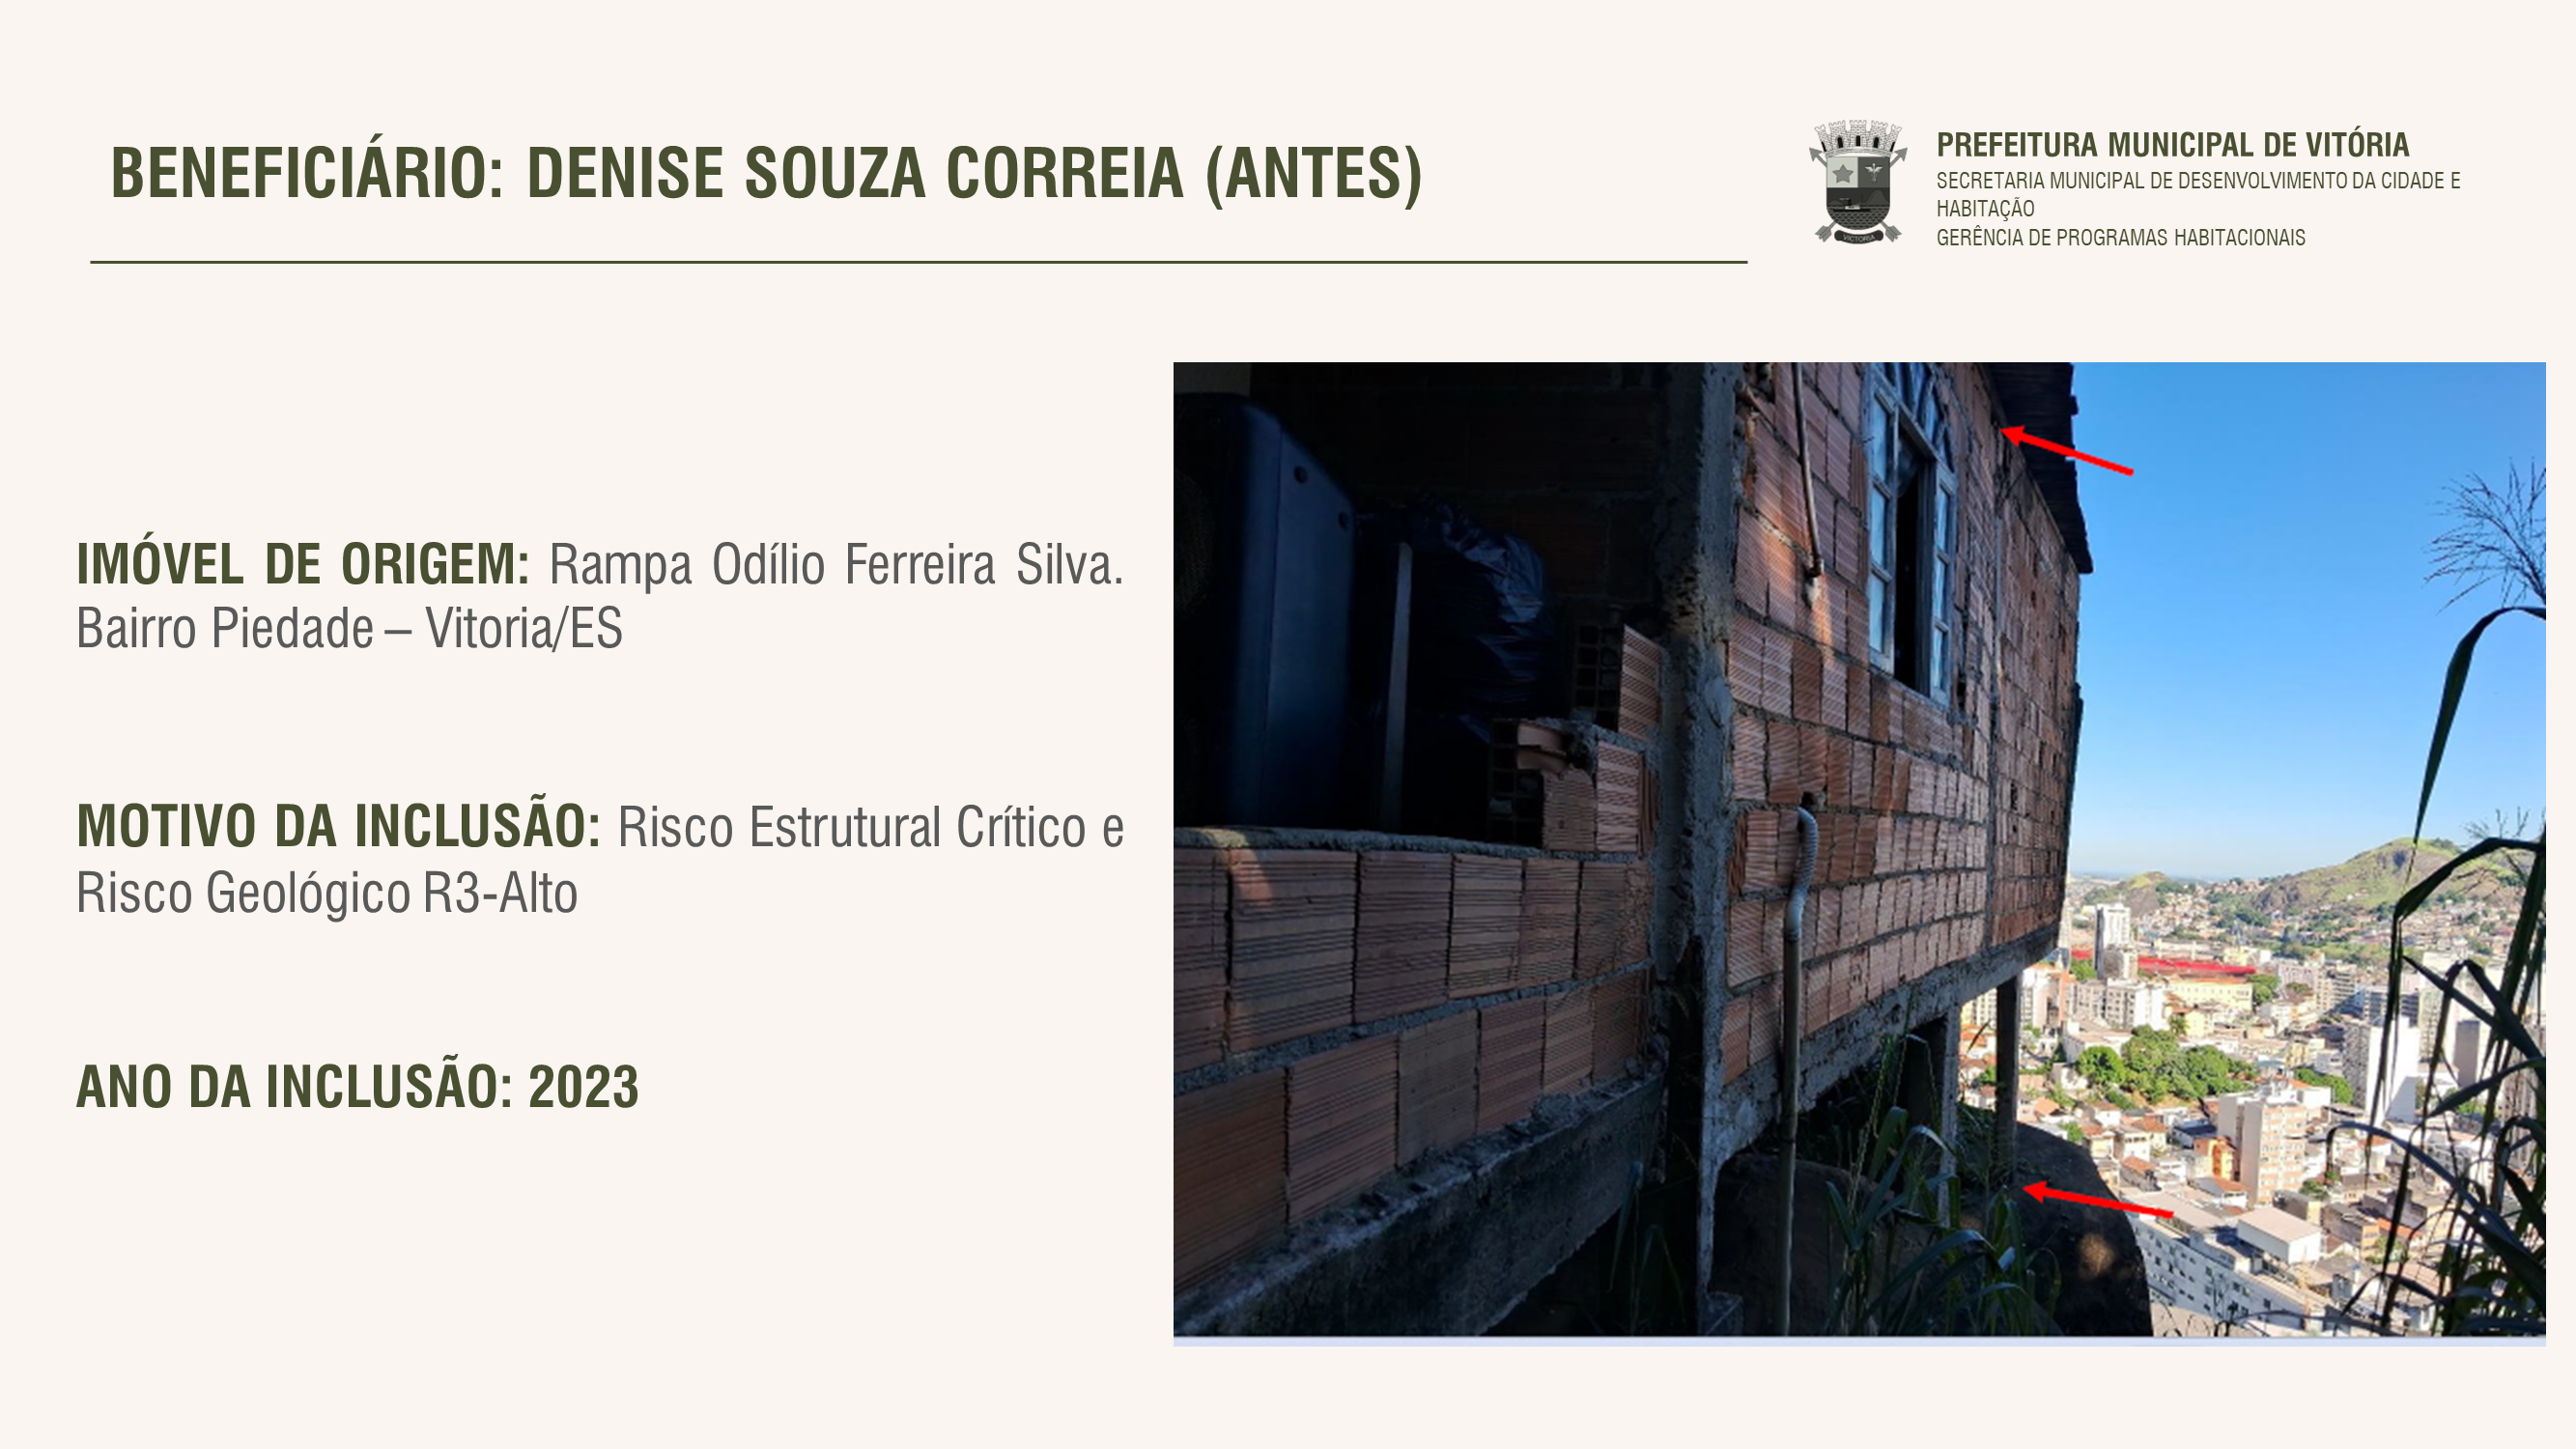 BENEFICIÁRIO: DENISE SOUZA CORREIA (ANTES)
PREFEITURA MUNICIPAL DE VITÓRIA
SECRETARIA MUNICIPAL DE DESENVOLVIMENTO DA CIDADE E
HABITAÇÃO
GERÊNCIA DE PROGRAMAS HABITACIONAIS
VICTORIA
IMÓVEL DE ORIGEM: Rampa Odílio Ferreira Silva.
Bairro Piedade – Vitoria/ES
MOTIVO DA INCLUSÃO: Risco Estrutural Crítico e
Risco Geológico R3-Alto
ANO DA INCLUSÃO: 2023